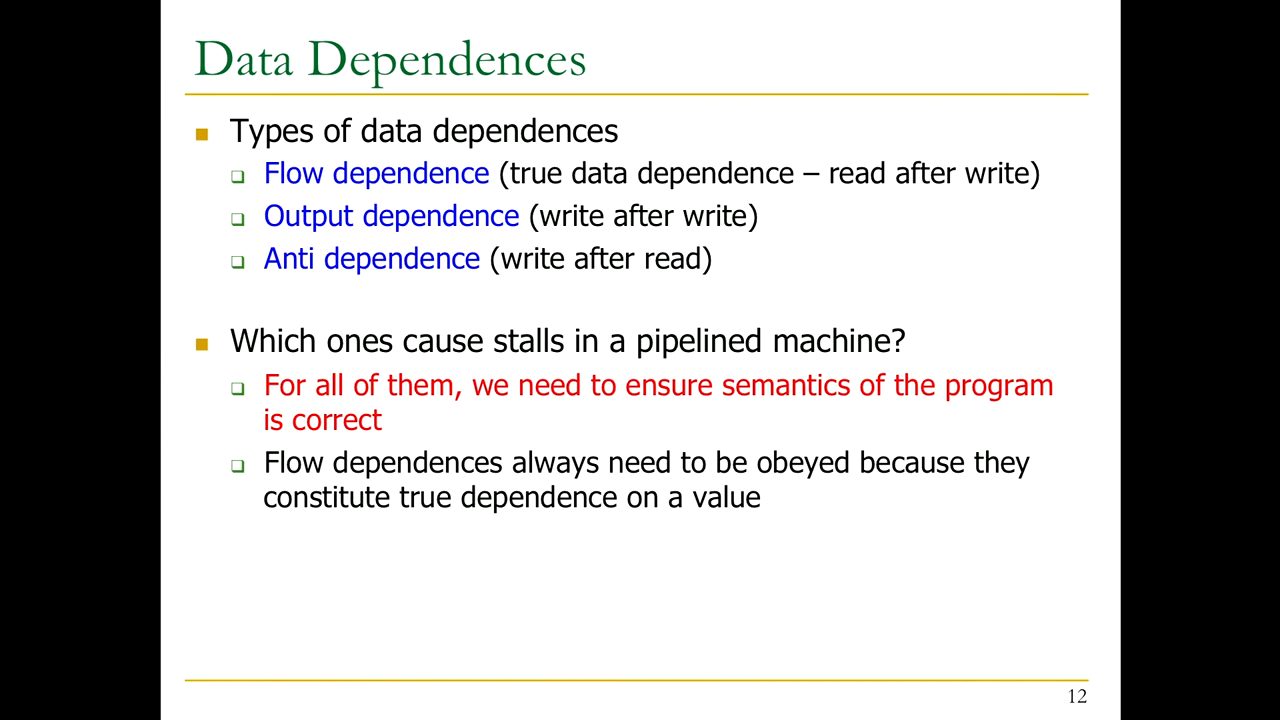 Data Dependences
Types of data dependences
Flow dependence (true data dependence – read after write)
Output dependence (write after write)
Anti dependence (write after read)
Which ones cause stalls in a pipelined machine?
For all of them, we need to ensure semantics of the program
is correct
Flow dependences always need to be obeyed because they
constitute true dependence on a value
12